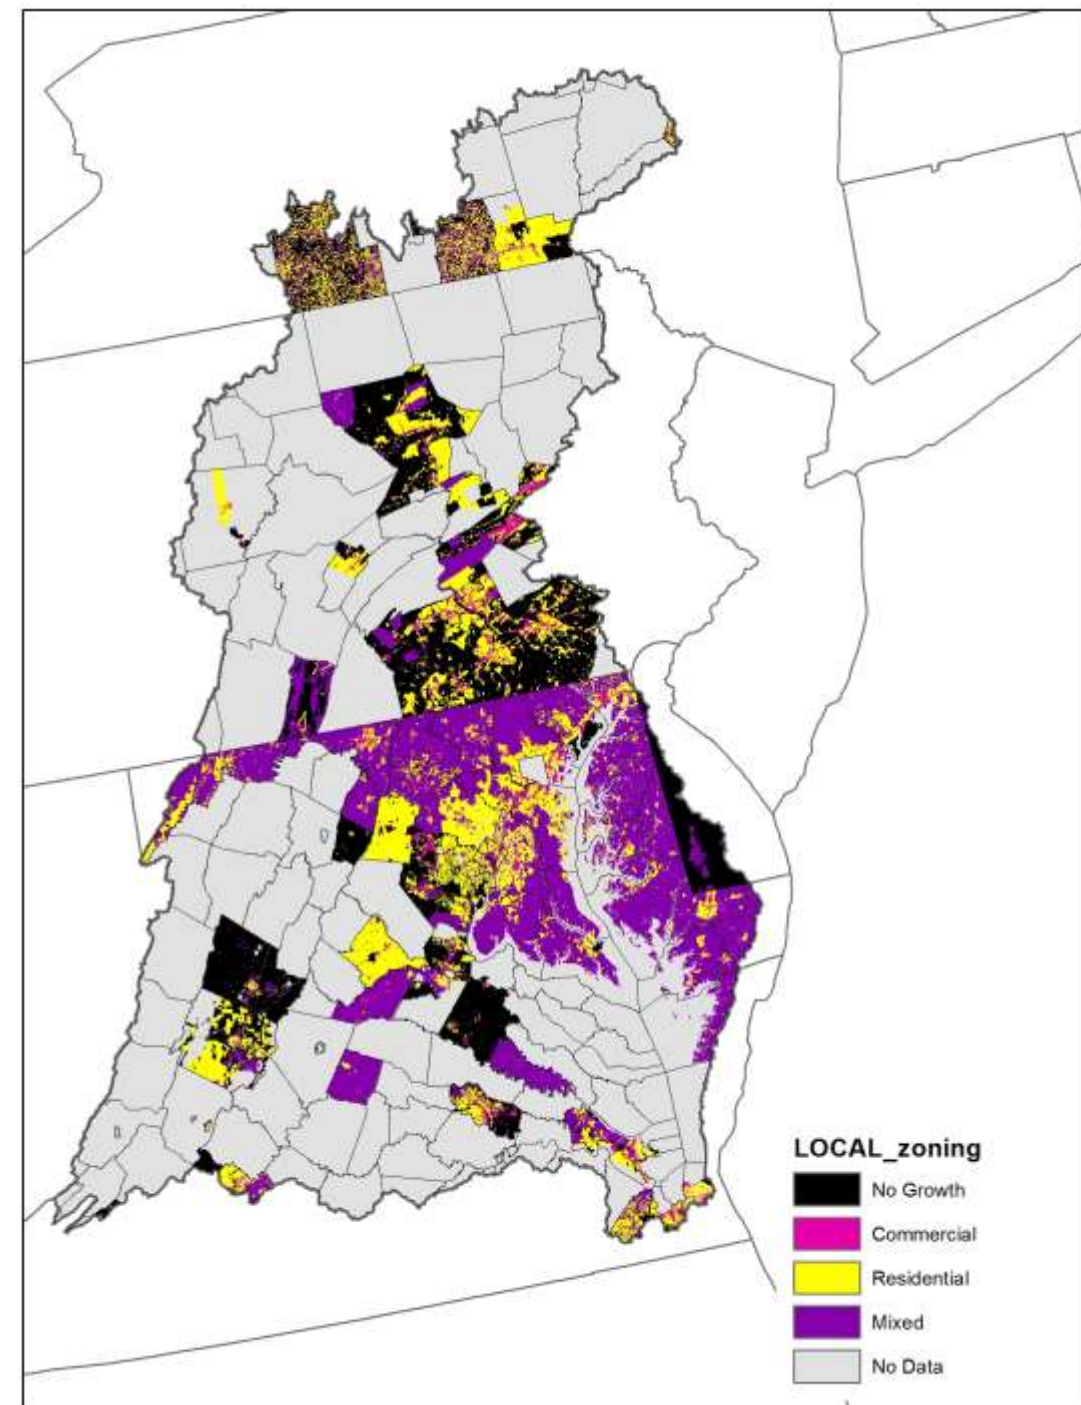 LOCAL_zoning
No Growth
Commercial
Residential
Mixed
No Data